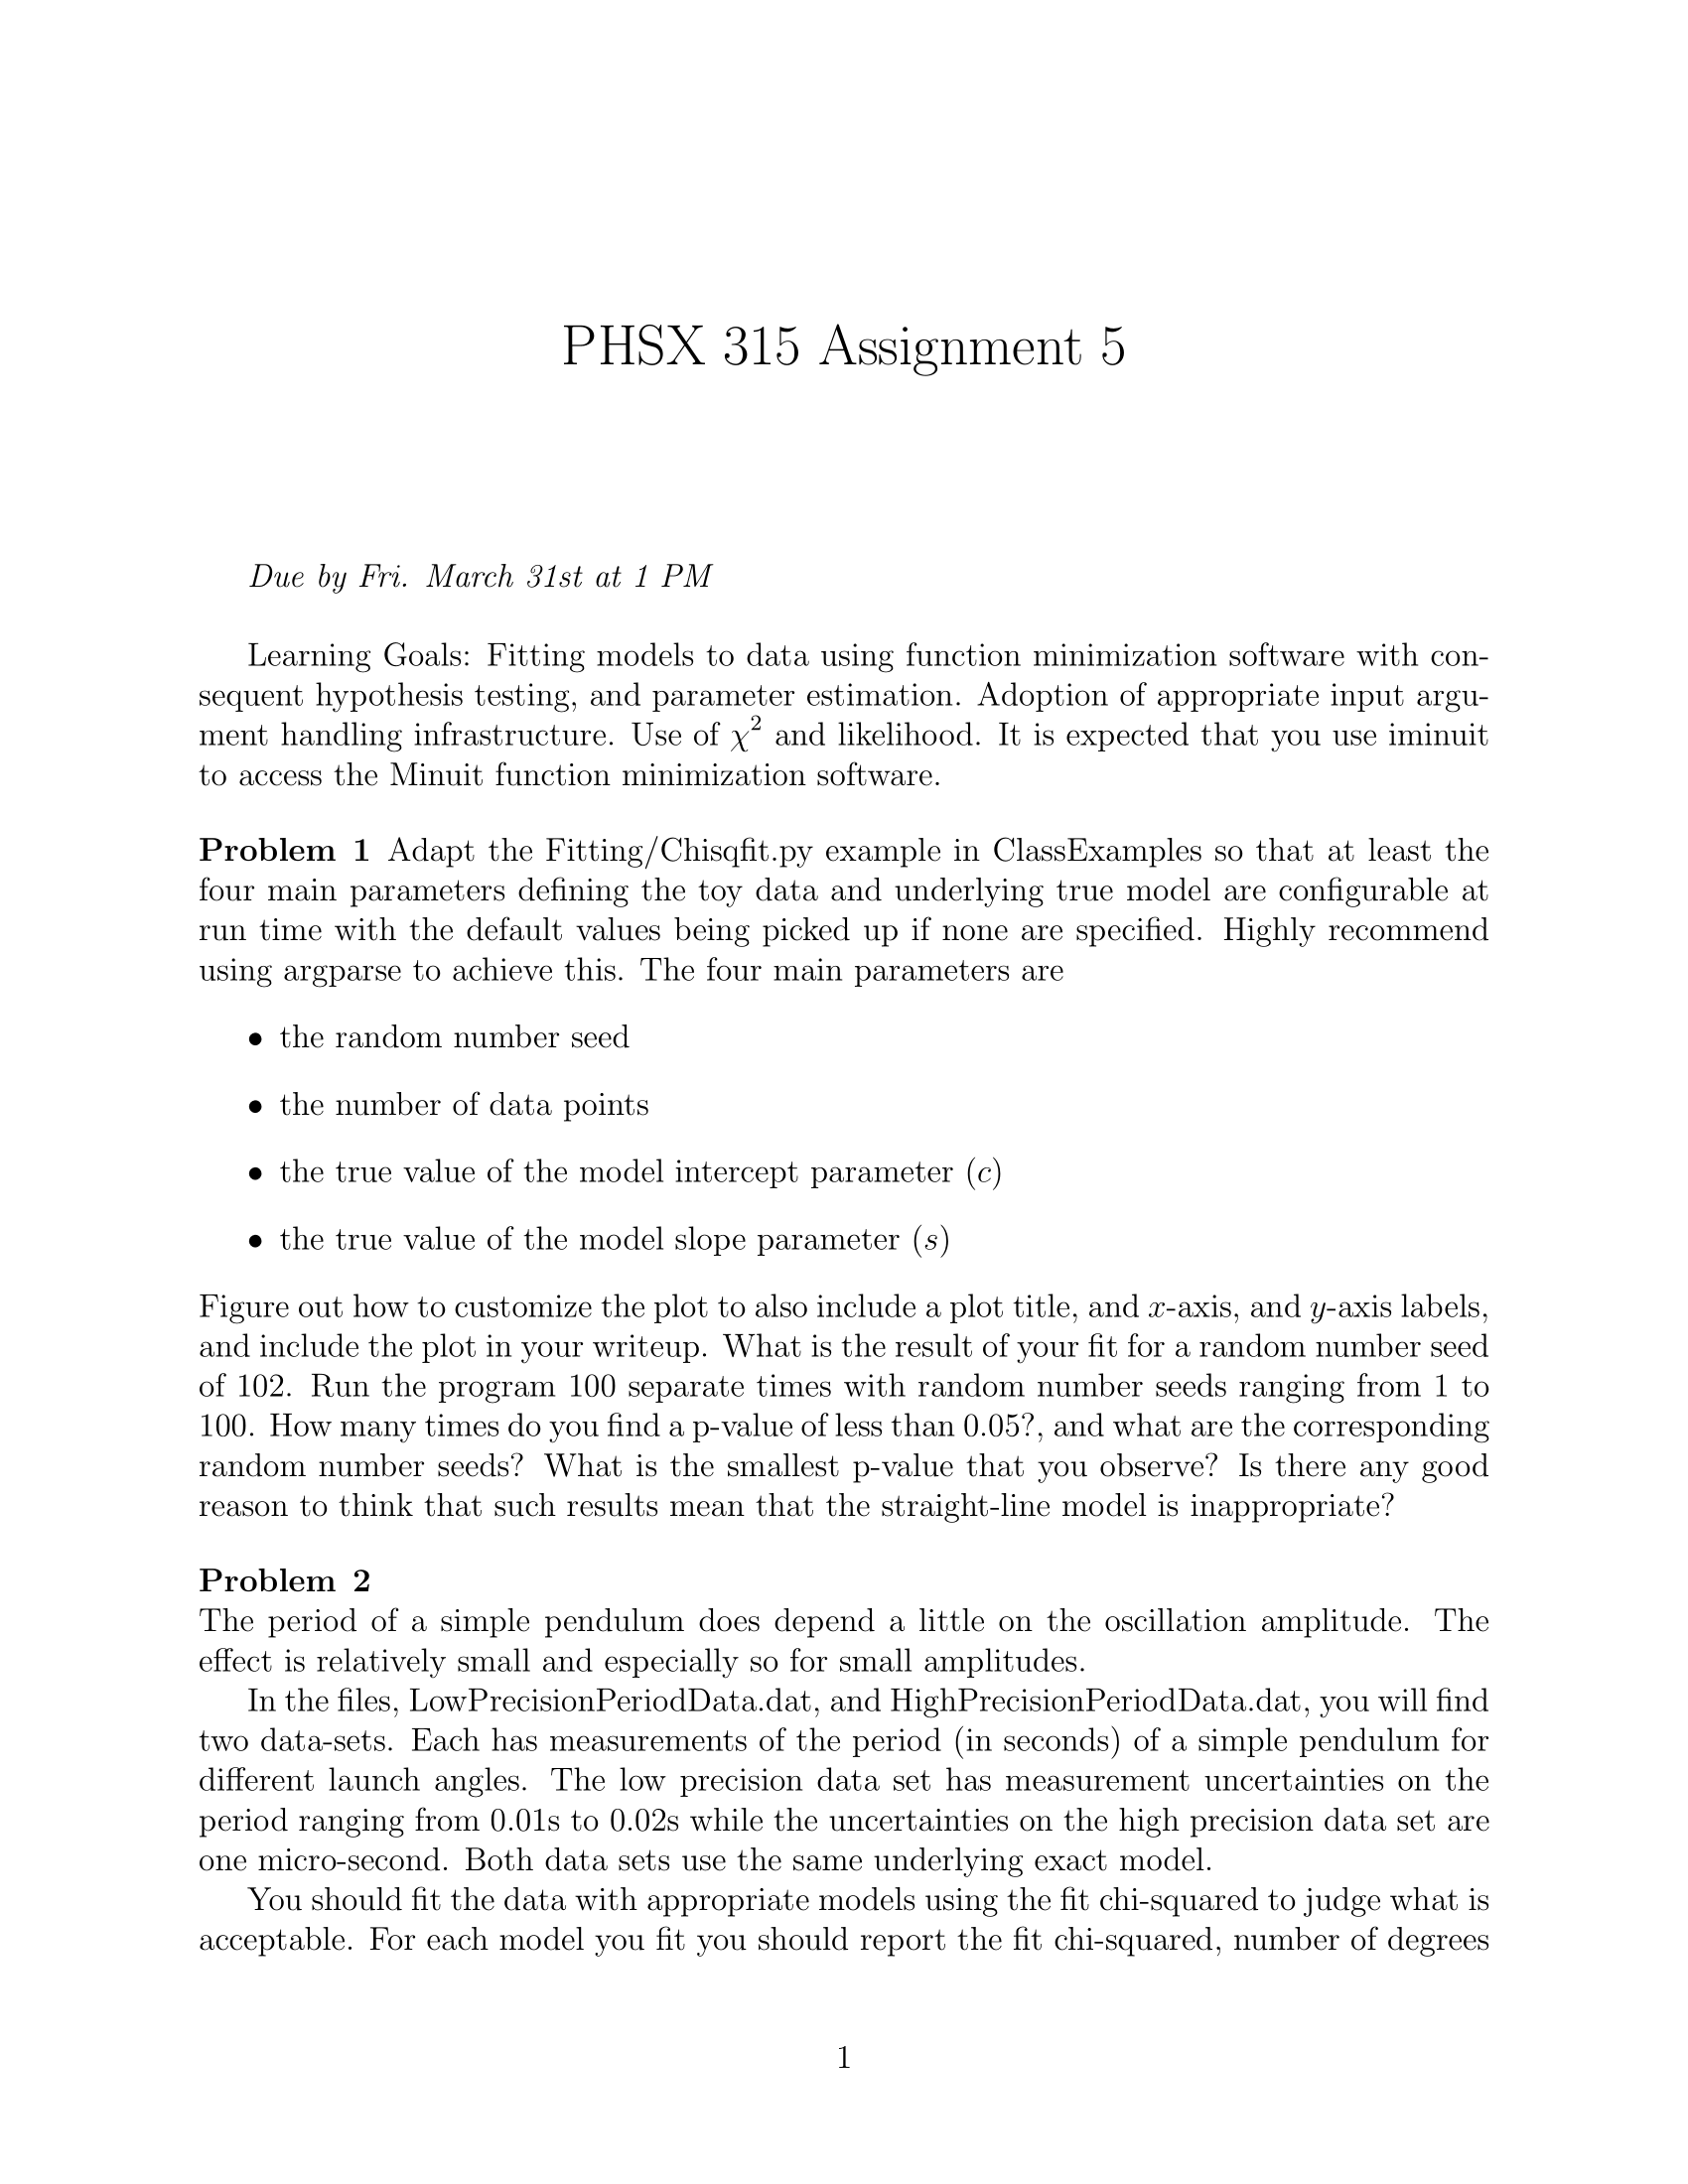 PHSX 315 Assignment 5
Due by Fri. March 31st at 1 PM
Learning Goals: Fitting models to data using function minimization software with con-
sequent hypothesis testing, and parameter estimation. Adoption of appropriate input argu-
ment handling infrastructure. Use of χ² and likelihood. It is expected that you use iminuit
to access the Minuit function minimization software.
Problem 1 Adapt the Fitting/Chisqfit.py example in ClassExamples so that at least the
four main parameters defining the toy data and underlying true model are configurable at
run time with the default values being picked up if none are specified. Highly recommend
using argparse to achieve this. The four main parameters are
• the random number seed
• the number of data points
• the true value of the model intercept parameter (c)
• the true value of the model slope parameter (s)
Figure out how to customize the plot to also include a plot title, and x-axis, and y-axis labels,
and include the plot in your writeup. What is the result of your fit for a random number seed
of 102. Run the program 100 separate times with random number seeds ranging from 1 to
100. How many times do you find a p-value of less than 0.05?, and what are the corresponding
random number seeds? What is the smallest p-value that you observe? Is there any good
reason to think that such results mean that the straight-line model is inappropriate?
Problem 2
The period of a simple pendulum does depend a little on the oscillation amplitude. The
effect is relatively small and especially so for small amplitudes.
In the files, LowPrecisionPeriodData.dat, and HighPrecisionPeriodData.dat, you will find
two data-sets. Each has measurements of the period (in seconds) of a simple pendulum for
different launch angles. The low precision data set has measurement uncertainties on the
period ranging from 0.01s to 0.02s while the uncertainties on the high precision data set are
one micro-second. Both data sets use the same underlying exact model.
You should fit the data with appropriate models using the fit chi-squared to judge what is
acceptable. For each model you fit you should report the fit chi-squared, number of degrees
1